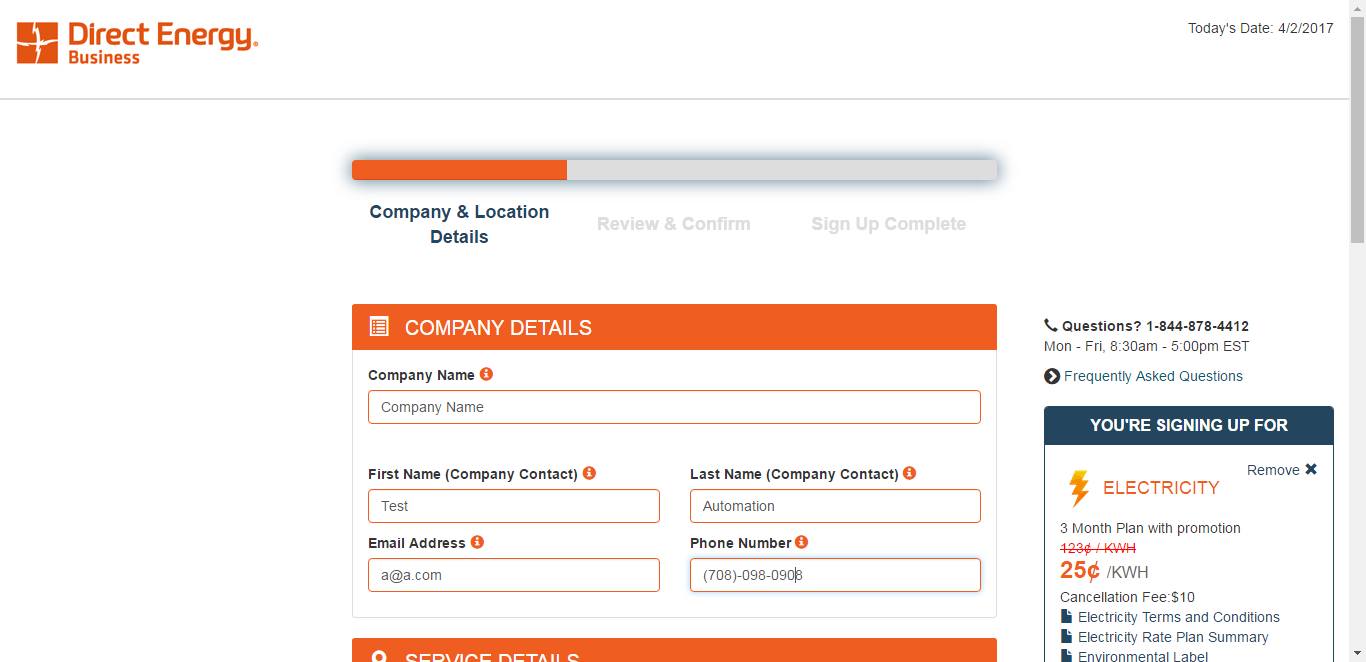 Direct Energy
Business
Today's Date: 4/2/2017
Company & Location
Details
Review & Confirm
Sign Up Complete
COMPANY DETAILS
Company Name
Company Name
First Name (Company Contact)
Last Name (Company Contact)
Test
Automation
Email Address
Phone Number
a@a.com
(708)-098-0908
SERVICE DETAILS
Questions? 1-844-878-4412
Mon - Fri, 8:30am - 5:00pm EST
Frequently Asked Questions
YOU'RE SIGNING UP FOR
Remove
ELECTRICITY
3 Month Plan with promotion
123¢ / KWH
25¢ /KWH
Cancellation Fee:$10
Electricity Terms and Conditions
Electricity Rate Plan Summary
Environmental Label